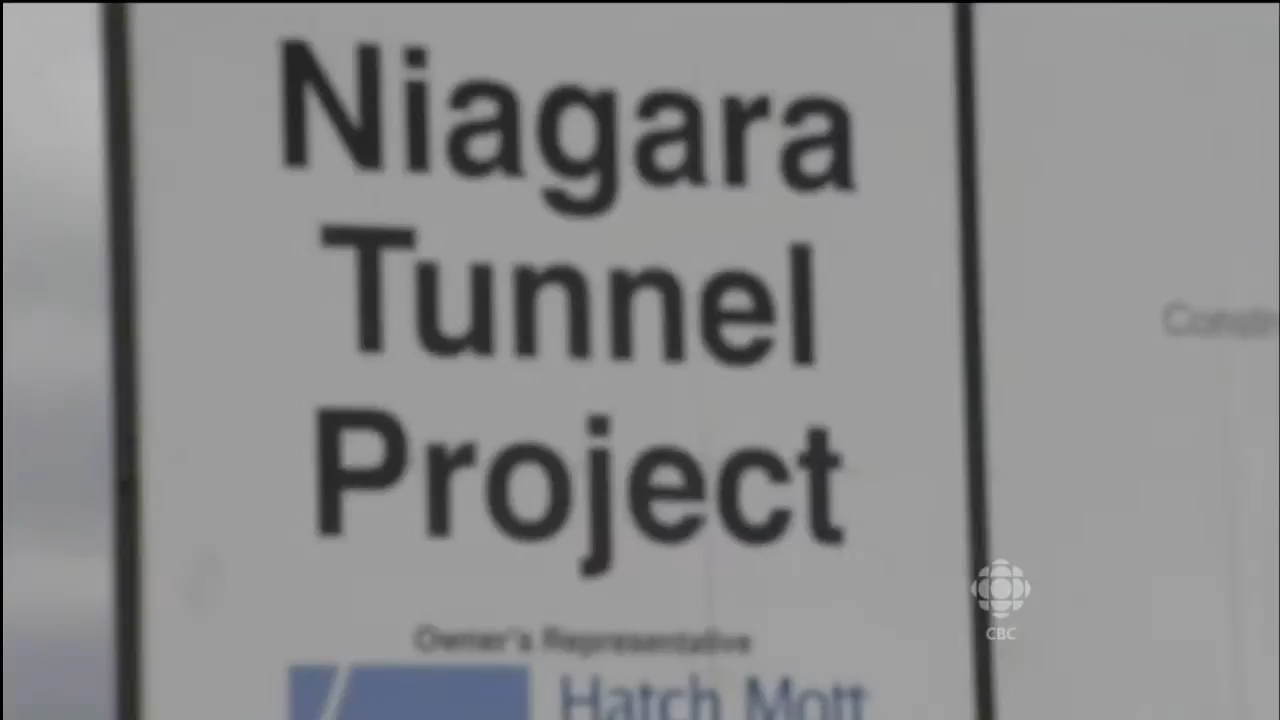 Niagara
Tunnel
Project
Owner's Representative
Hatch Mott
CBC